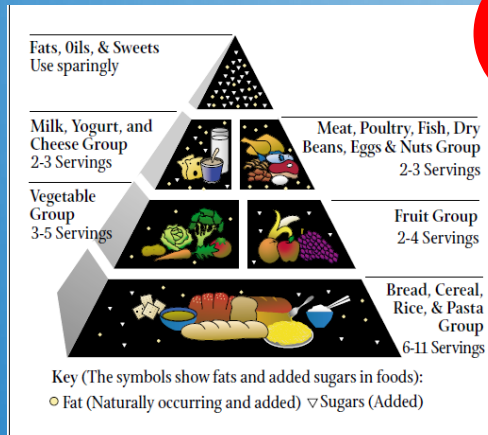 Fats, Oils, & Sweets
Use sparingly
Milk, Yogurt, and
Cheese Group
2-3 Servings
Meat, Poultry, Fish, Dry
Beans, Eggs & Nuts Group
2-3 Servings
Vegetable
Group
3-5 Servings
Fruit Group
2-4 Servings
Bread, Cereal,
Rice, & Pasta
Group
6-11 Servings
Key (The symbols show fats and added sugars in foods):
Fat (Naturally occurring and added) Sugars (Added)